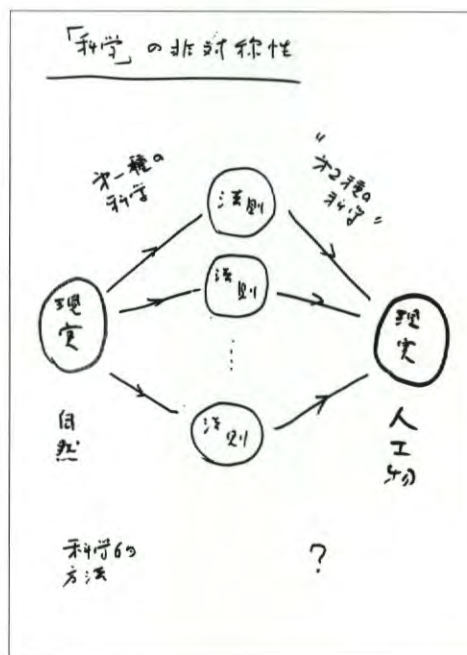 「科学」の非対称性
第一種の
科学
"第2種の
科学"
法則
法則
法則
現
実
現
実
自
然
人
工
物
科学的
方法
?